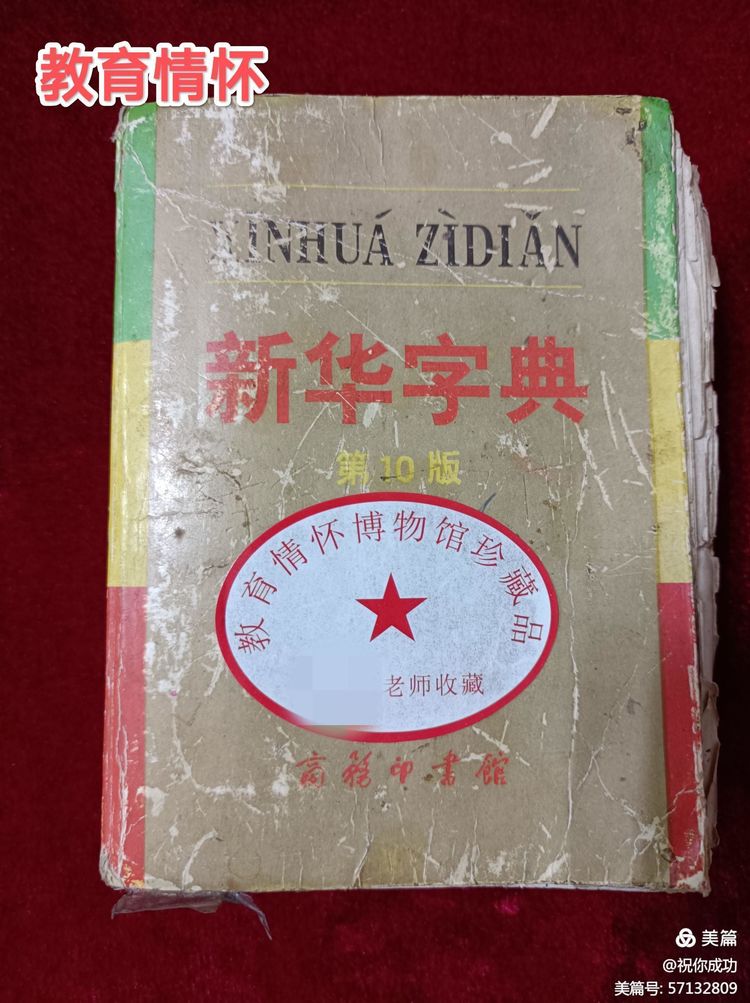 教育情怀
XĪNHUÁ ZÌDIǍN
新华字典
第10版
教育情怀博物馆珍藏品
老师收藏
商務印書館
美篇
@祝你成功
美篇号: 57132809